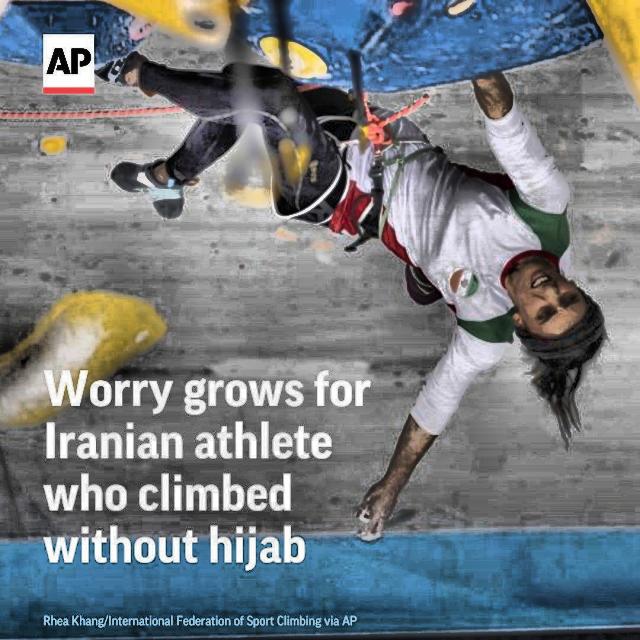 AP
Worry grows for
Iranian athlete
who climbed
without hijab
Rhea Khang/International Federation of Sport Climbing via AP